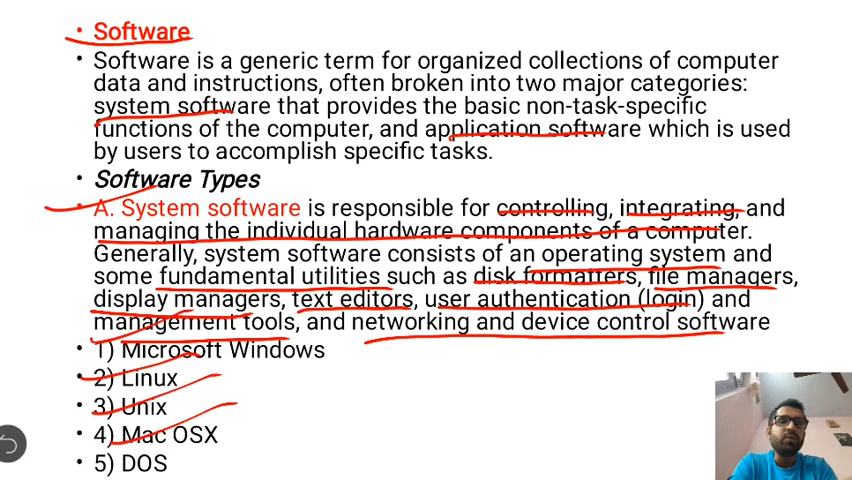 • Software
• Software is a generic term for organized collections of computer
data and instructions, often broken into two major categories:
system software that provides the basic non-task-specific
functions of the computer, and application software which is used
by users to accomplish specific tasks.
• Software Types
• A. System software is responsible for controlling, integrating, and
managing the individual hardware components of a computer.
Generally, system software consists of an operating system and
some fundamental utilities such as disk formatters, file managers,
display managers, text editors, user authentication (login) and
management tools, and networking and device control software
• 1) Microsoft Windows
• 2) Linux
• 3) Unix
• 4) Mac OSX
• 5) DOS